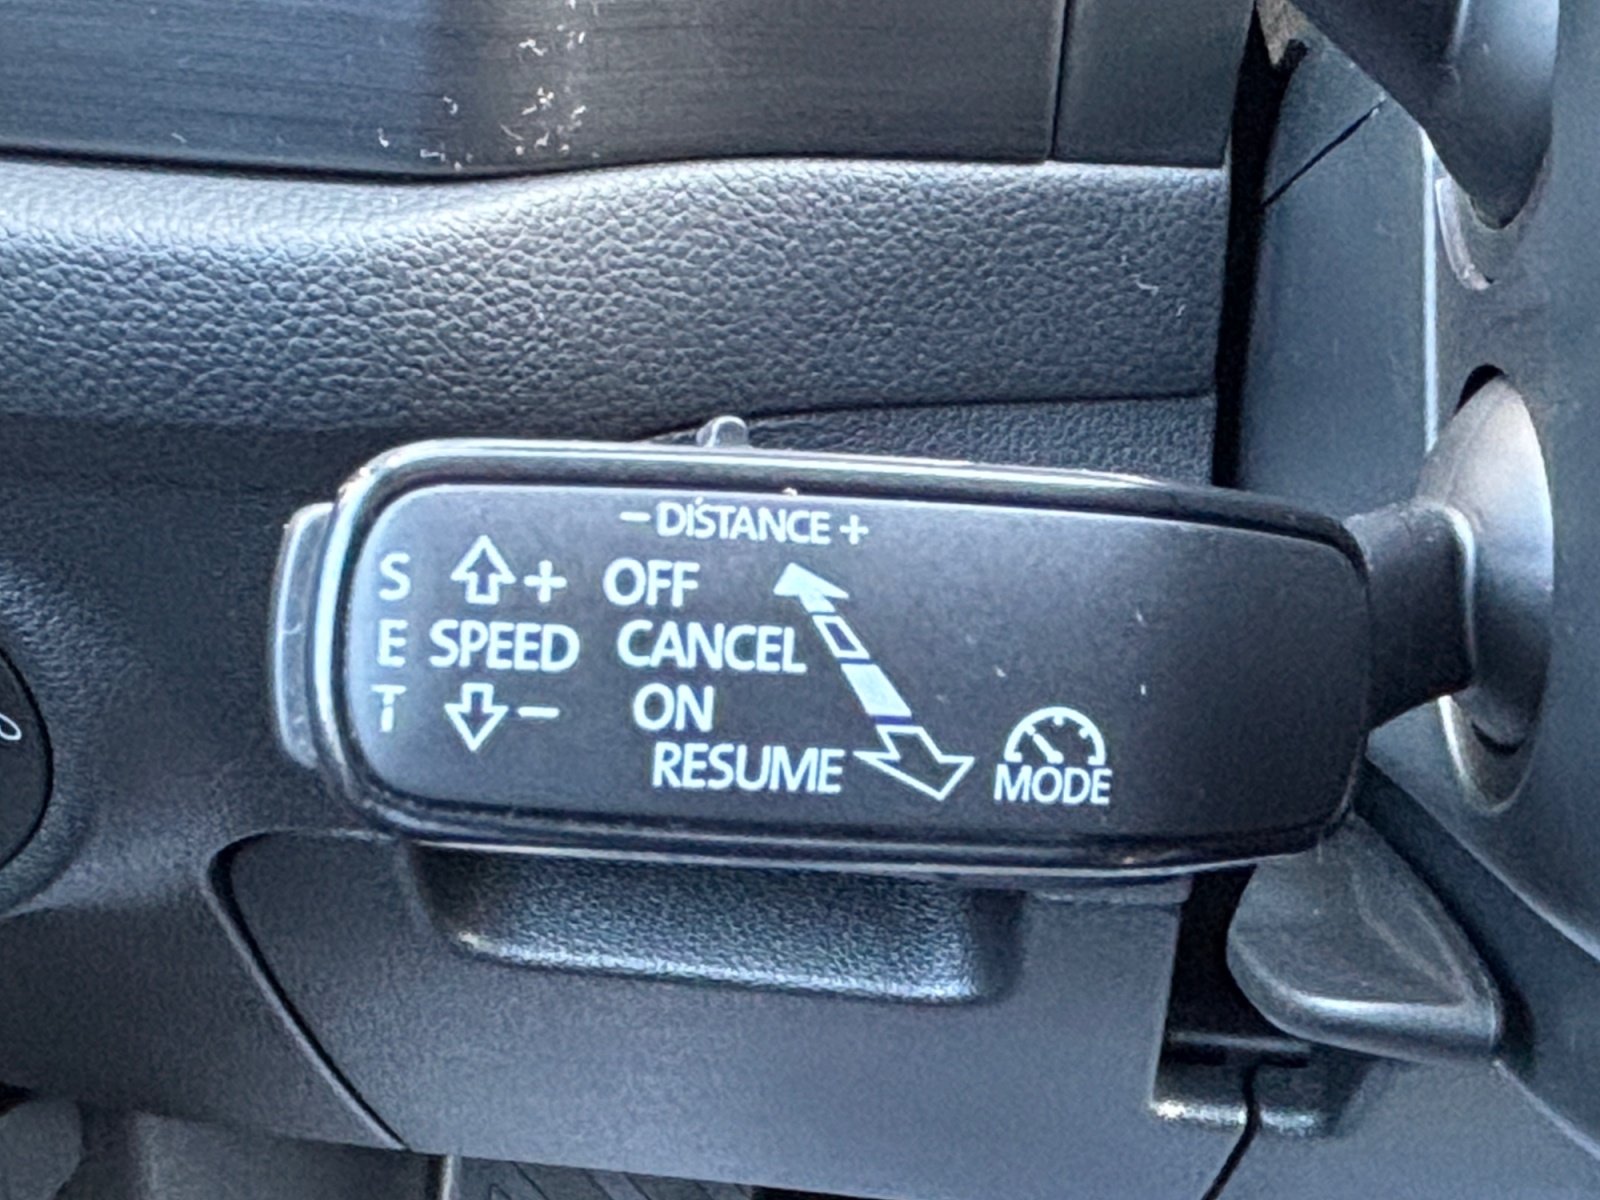 - DISTANCE +
S + OFF
E SPEED CANCEL
T - ON
RESUME
MODE